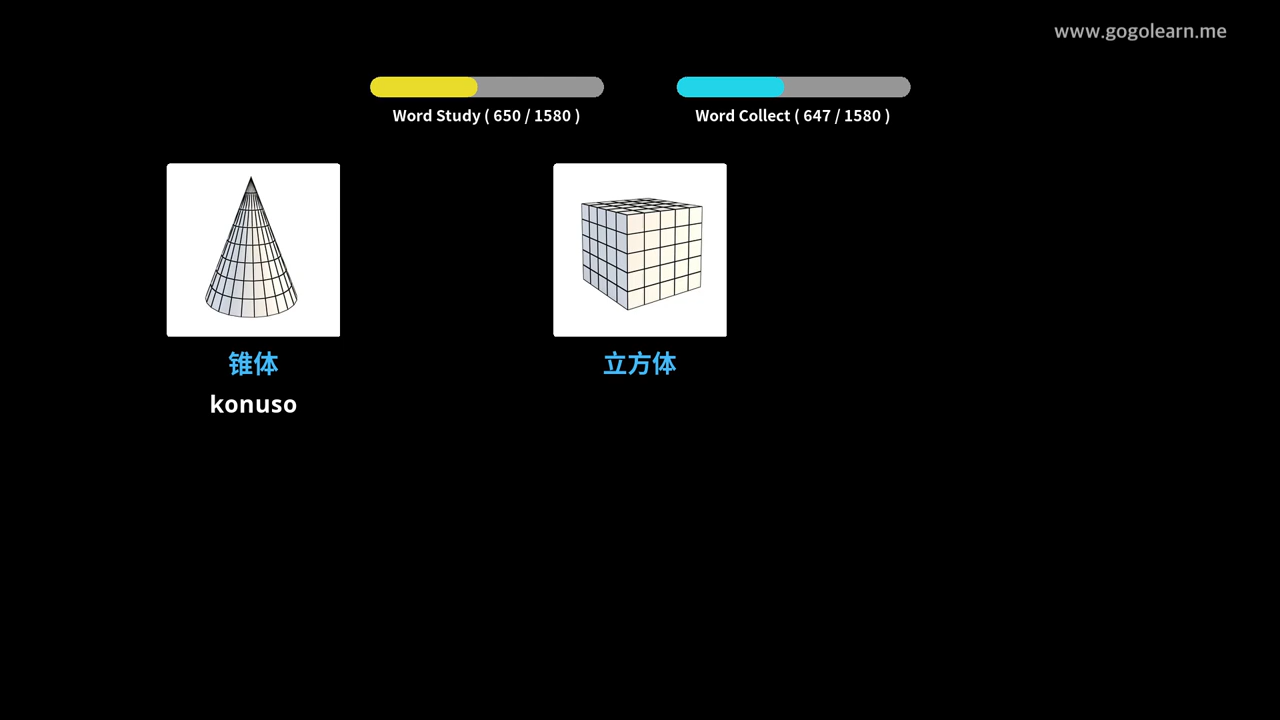 www.gogolearn.me
Word Study ( 650 / 1580 )
Word Collect ( 647 / 1580 )
锥体
立方体
konuso